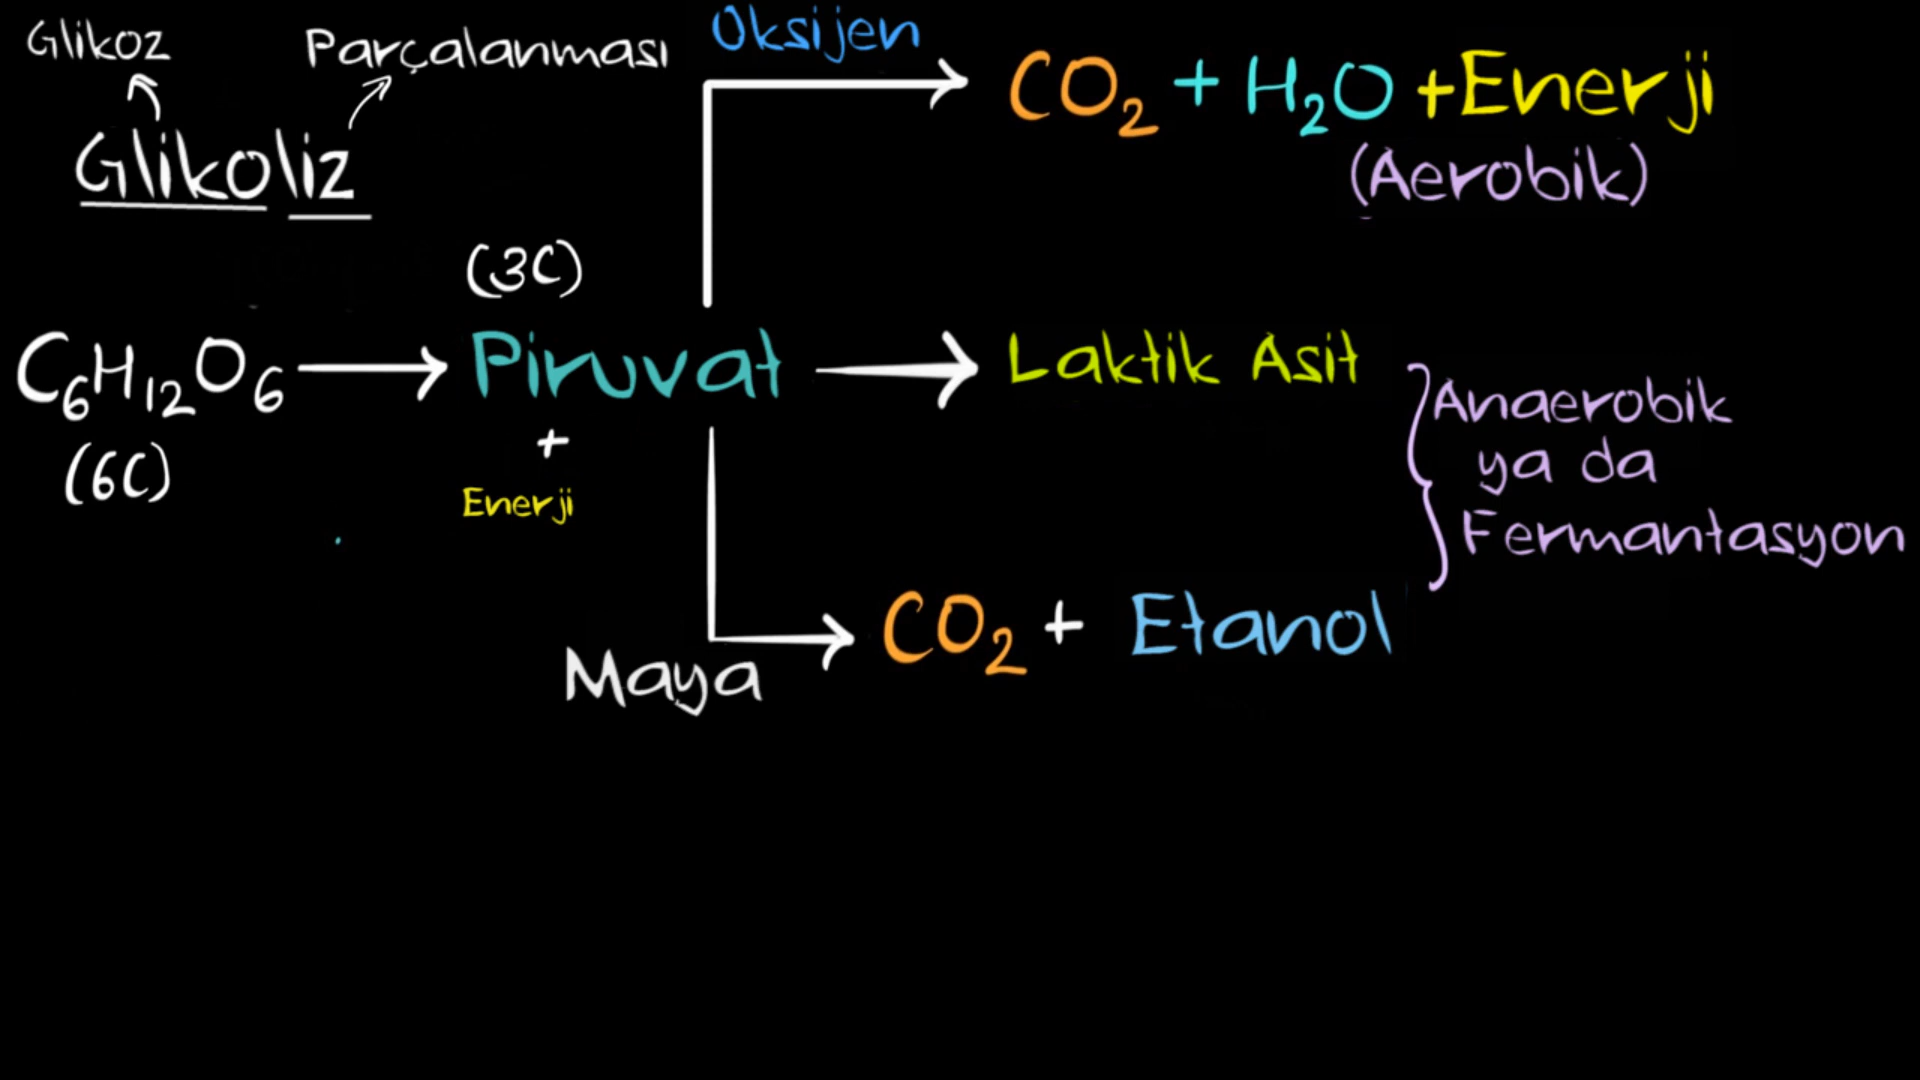 Glikoz
Parçalanması
Glikoliz
Oksijen
CO₂ + H₂O + Enerji
(Aerobik)
(3C)
C₆H₁₂O₆ → Piruvat → Laktik Asit
(6C)
+
Enerji
Anaerobik
ya da
Fermantasyon
Maya
CO₂ + Etanol